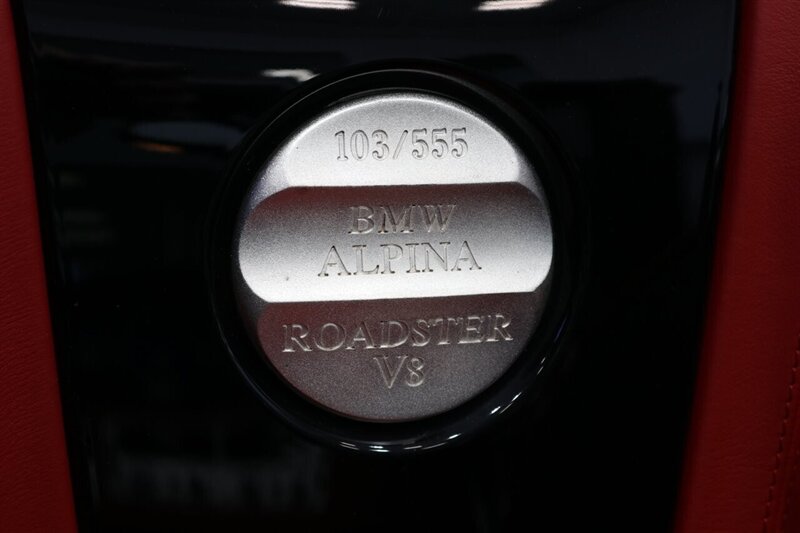 103/555
BMW
ALPINA
ROADSTER
V8